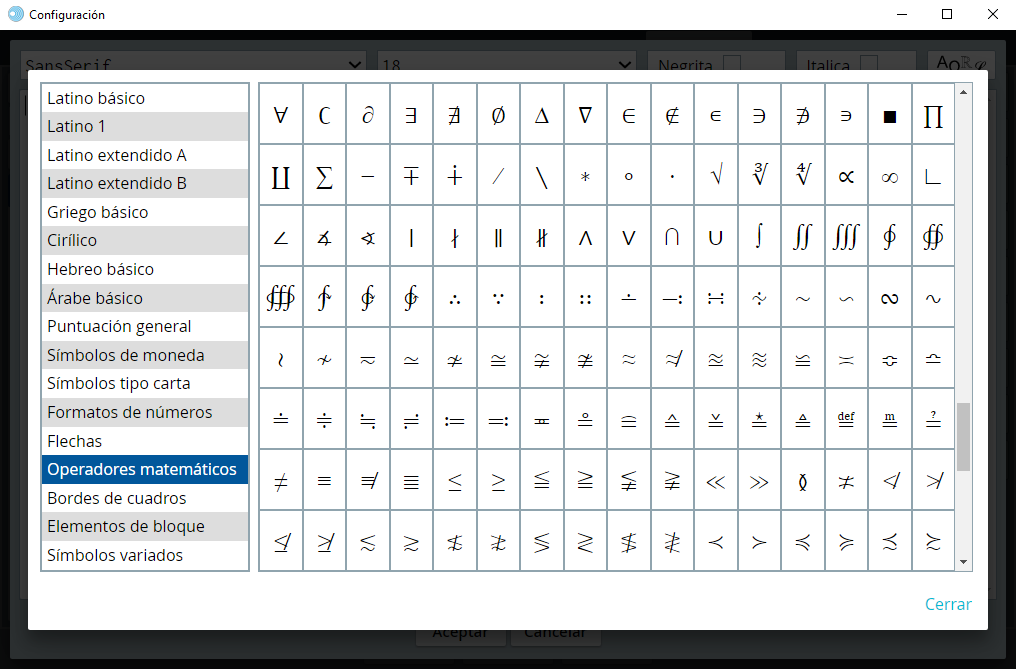 Configuración
SansSerif 18 Negrita Italica
Latino básico
Latino 1
Latino extendido A
Latino extendido B
Griego básico
Cirílico
Hebreo básico
Árabe básico
Puntuación general
Símbolos de moneda
Símbolos tipo carta
Formatos de números
Flechas
Operadores matemáticos
Bordes de cuadros
Elementos de bloque
Símbolos variados
∀ ∁ ∂ ∃ ∄ ∅ ∆ ∇ ∈ ∉ ∊ ∋ ∌ ∍ ∎ ∏
∐ ∑ − ∓ ∔ ∕ ∖ ∗ ∘ ∙ √ ∛ ∜ ∝ ∞ ∟
∠ ∡ ∢ ∣ ∤ ∥ ∦ ∧ ∨ ∩ ∪ ∫ ∬ ∭ ∮ ∯
∰ ∱ ∲ ∳ ∴ ∵ ∶ ∷ ∸ ∹ ∺ ∻ ∼ ∽ ∾ ∿
≀ ≁ ≂ ≃ ≄ ≅ ≆ ≇ ≈ ≉ ≊ ≋ ≌ ≍ ≎ ≏
≐ ≑ ≒ ≓ ≔ ≕ ≖ ≗ ≘ ≙ ≚ ≛ ≜ ≝ ≞ ≟
≠ ≡ ≢ ≣ ≤ ≥ ≦ ≧ ≨ ≩ ≪ ≫ ≬ ≭ ≮ ≯
≰ ≱ ≲ ≳ ≴ ≵ ≶ ≷ ≸ ≹ ≺ ≻ ≼ ≽ ≾ ≿
Cerrar
Aceptar Cancelar